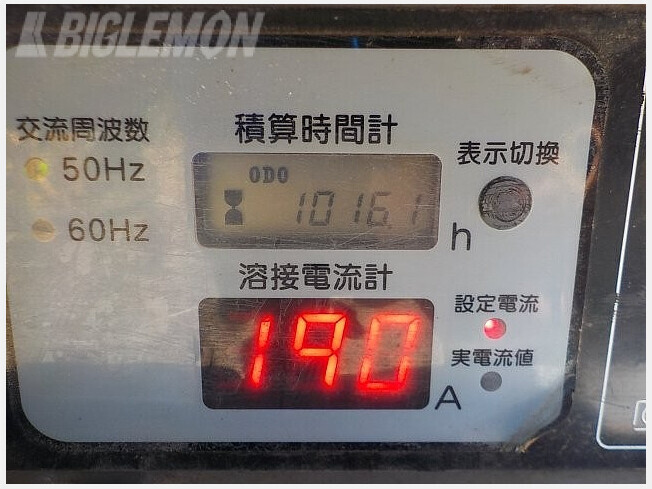 BIGLEMON
交流周波数
50Hz
60Hz
積算時間計
ODO
1016.1
h
表示切換
溶接電流計
190
A
設定電流
実電流値